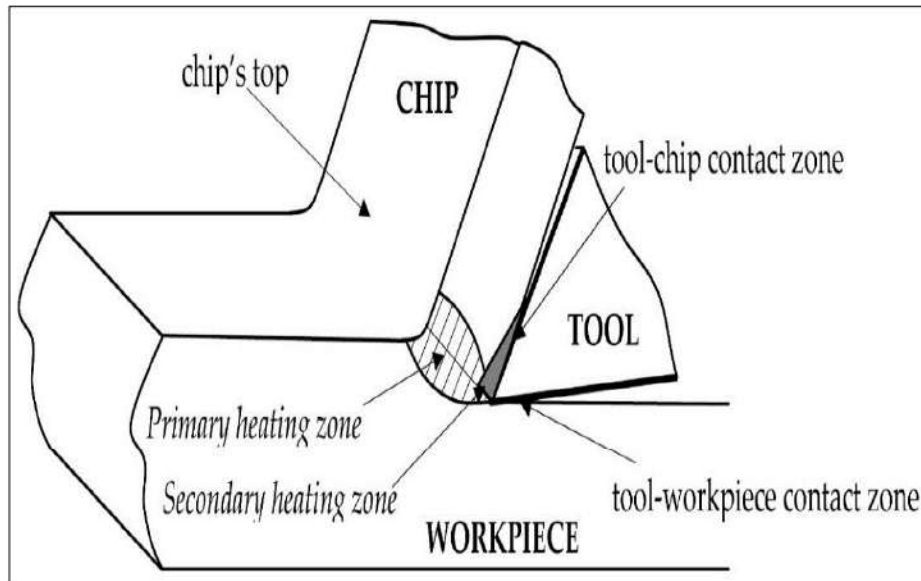 chip's top
CHIP
tool-chip contact zone
TOOL
Primary heating zone
Secondary heating zone
tool-workpiece contact zone
WORKPIECE